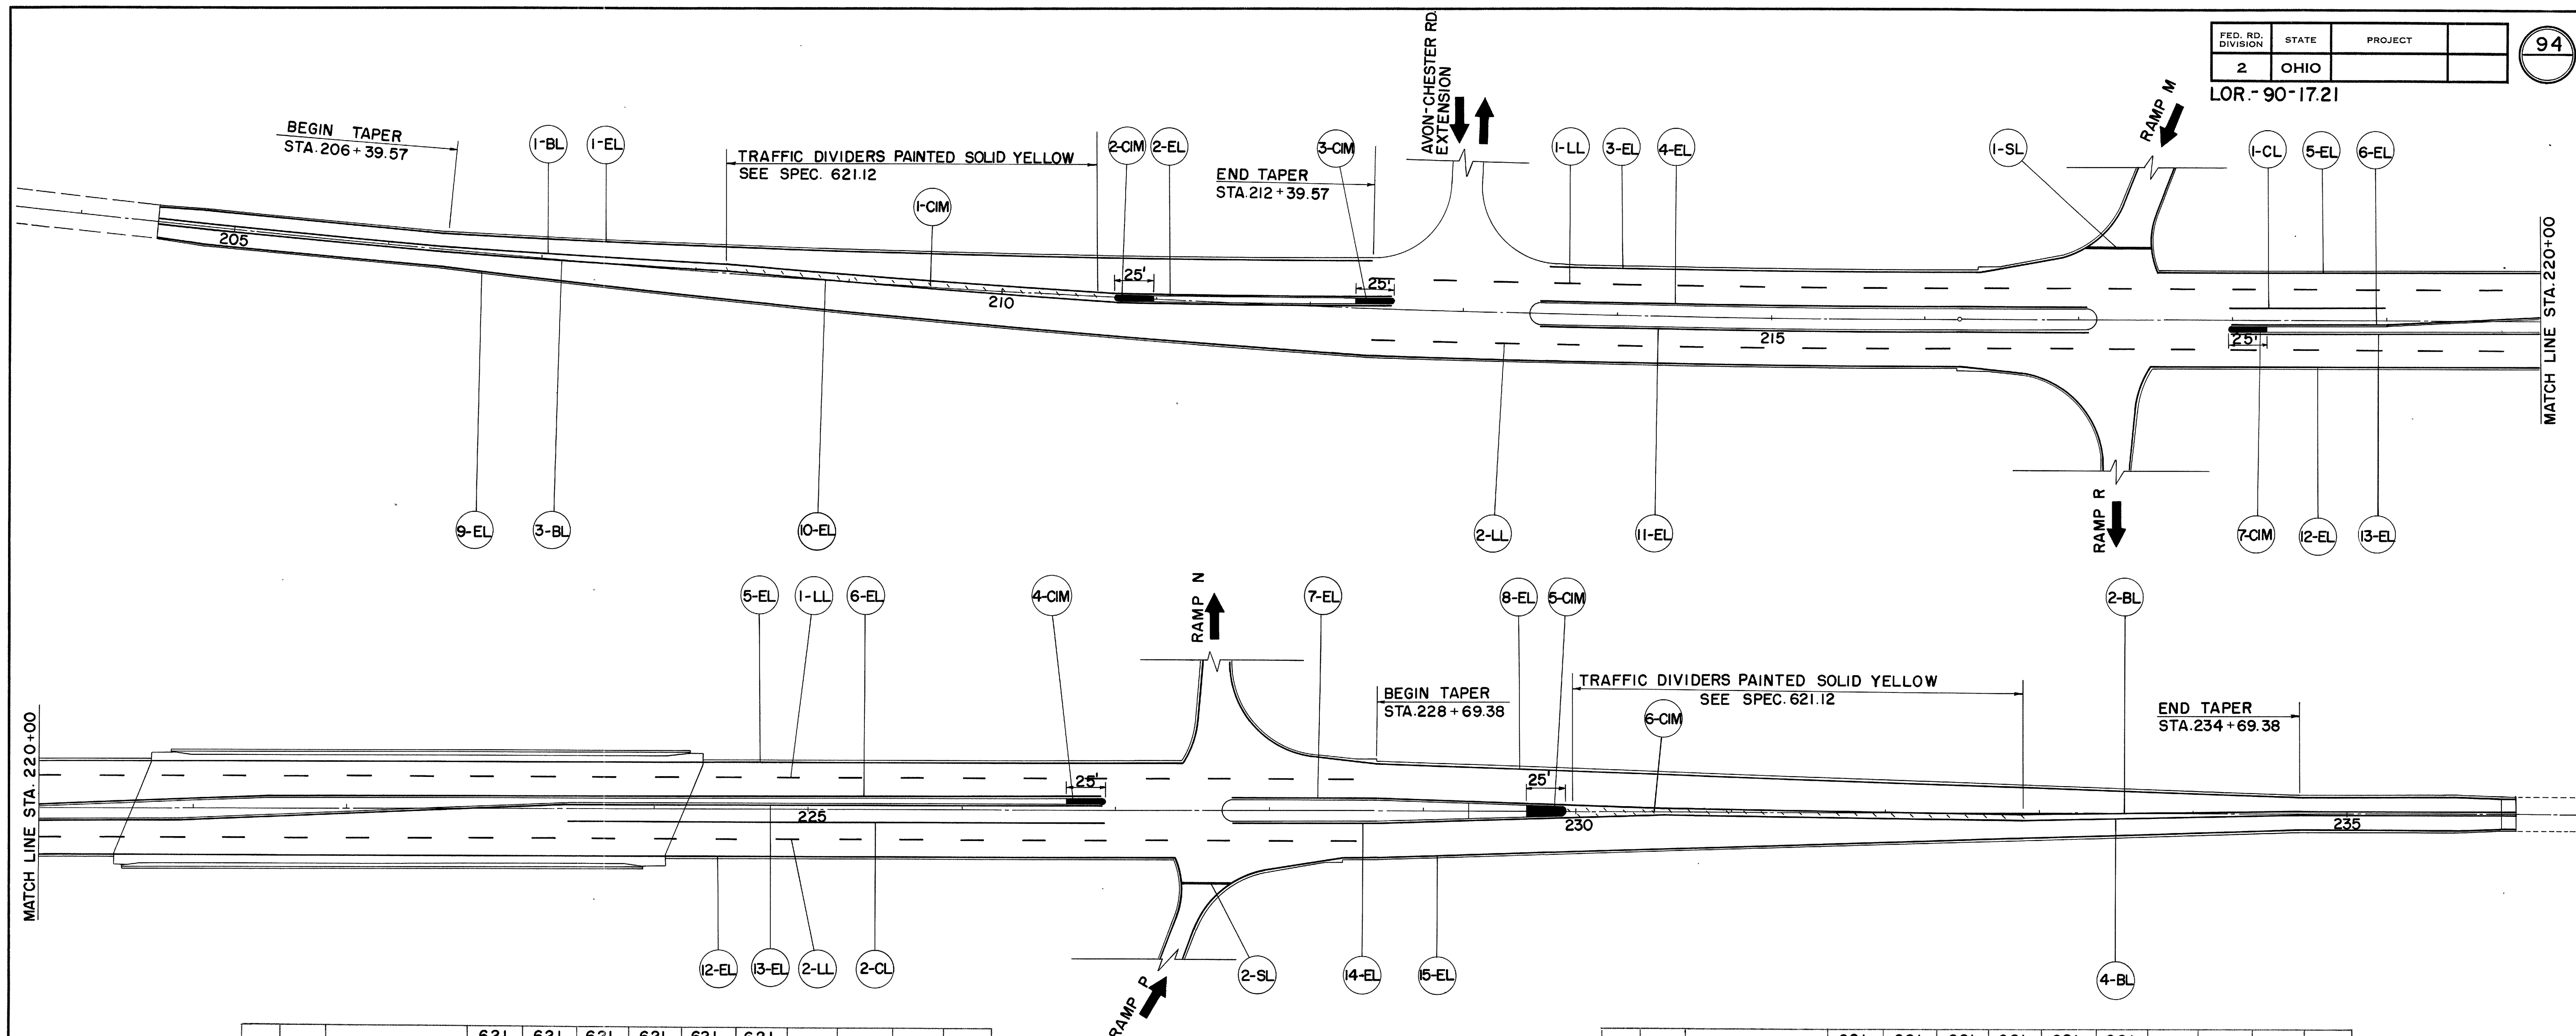 FED. RD. DIVISION STATE PROJECT
2 OHIO
94
LOR.-90-17.21
AVON-CHESTER RD.
EXTENSION
RAMP M
BEGIN TAPER
STA.206+39.57
1-BL
1-EL
TRAFFIC DIVIDERS PAINTED SOLID YELLOW
SEE SPEC. 621.12
1-CIM
2-CIM
2-EL
END TAPER
STA.212+39.57
3-CIM
1-LL
3-EL
4-EL
1-SL
1-CL
5-EL
6-EL
205
210
25'
25'
215
25'
MATCH LINE STA.220+00
9-EL
3-BL
10-EL
2-LL
11-EL
RAMP R
7-CIM
12-EL
13-EL
5-EL
1-LL
6-EL
4-CIM
RAMP N
7-EL
8-EL
5-CIM
2-BL
BEGIN TAPER
STA.228+69.38
TRAFFIC DIVIDERS PAINTED SOLID YELLOW
SEE SPEC. 621.12
6-CIM
END TAPER
STA.234+69.38
MATCH LINE STA. 220+00
25'
25'
225
230
235
12-EL
13-EL
2-LL
2-CL
RAMP P
2-SL
14-EL
15-EL
4-BL